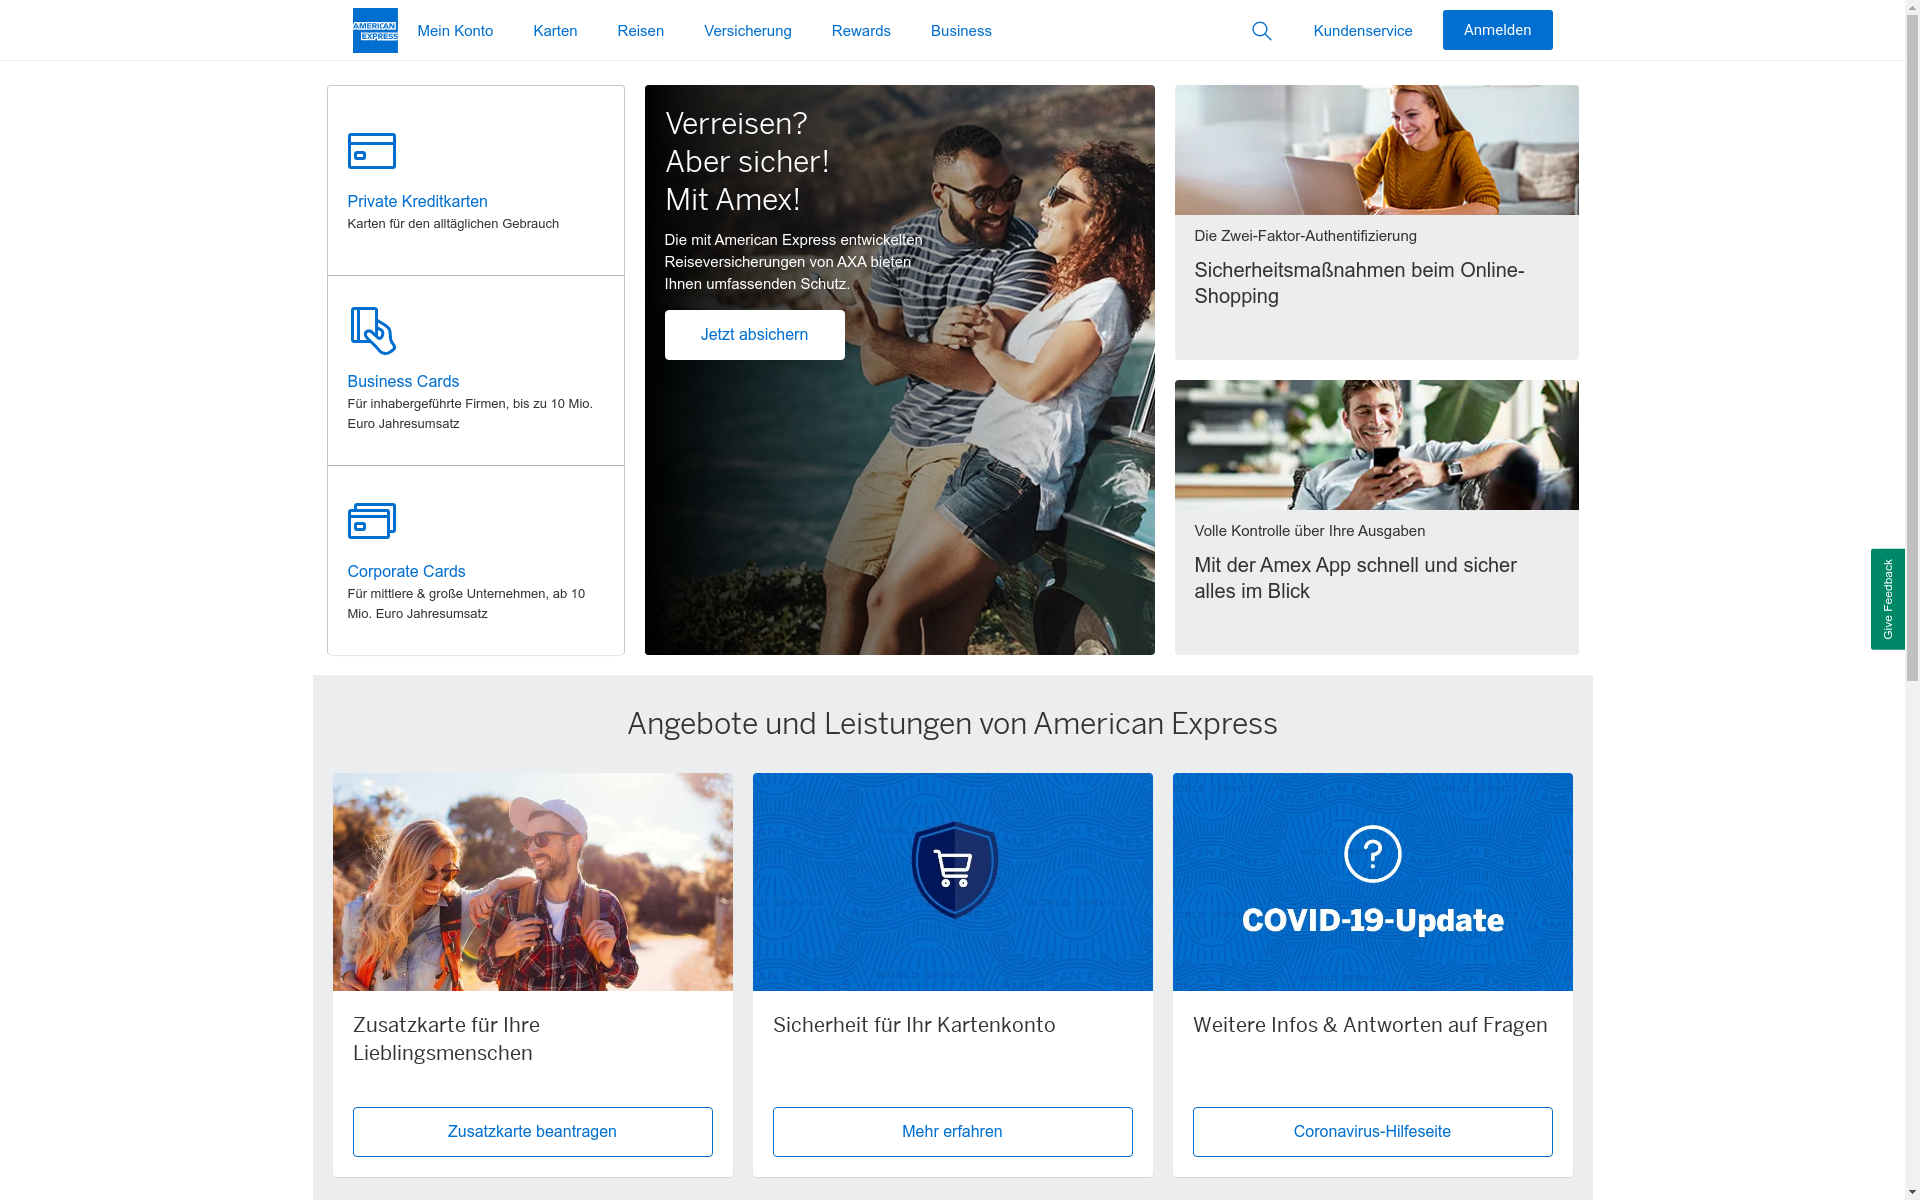 AMERICAN
EXPRESS
Mein Konto
Karten
Reisen
Versicherung
Rewards
Business
Kundenservice
Anmelden
Private Kreditkarten
Karten für den alltäglichen Gebrauch
Business Cards
Für inhabergeführte Firmen, bis zu 10 Mio.
Euro Jahresumsatz
Corporate Cards
Für mittlere & große Unternehmen, ab 10
Mio. Euro Jahresumsatz
Verreisen?
Aber sicher!
Mit Amex!
Die mit American Express entwickelten
Reiseversicherungen von AXA bieten
Ihnen umfassenden Schutz.
Jetzt absichern
Die Zwei-Faktor-Authentifizierung
Sicherheitsmaßnahmen beim Online-
Shopping
Volle Kontrolle über Ihre Ausgaben
Mit der Amex App schnell und sicher
alles im Blick
Give Feedback
Angebote und Leistungen von American Express
Zusatzkarte für Ihre
Lieblingsmenschen
Zusatzkarte beantragen
Sicherheit für Ihr Kartenkonto
Mehr erfahren
COVID-19-Update
Weitere Infos & Antworten auf Fragen
Coronavirus-Hilfeseite